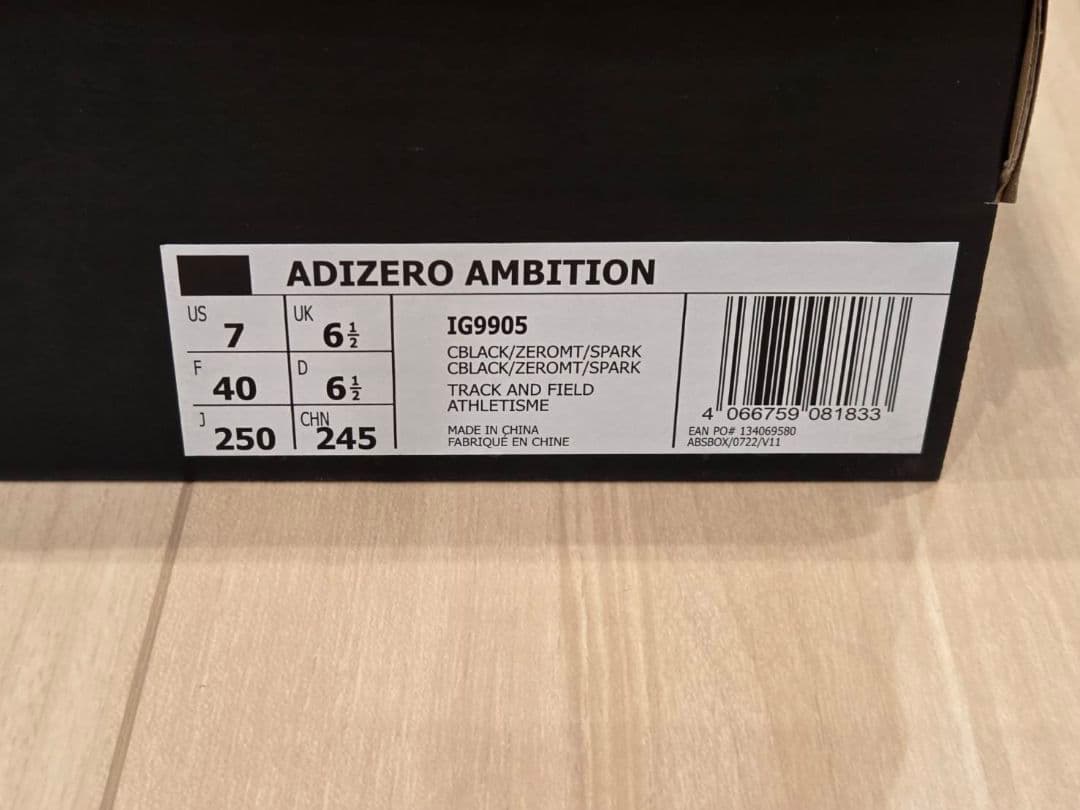 ADIZERO AMBITION
US 7
UK 6½
F 40
D 6½
J 250
CHN 245
IG9905
CBLACK/ZEROMT/SPARK
CBLACK/ZEROMT/SPARK
TRACK AND FIELD
ATHLETISME
MADE IN CHINA
FABRIQUÉ EN CHINE
4 066759 081833
EAN PO# 134069580
ABSBOX/0722/V11